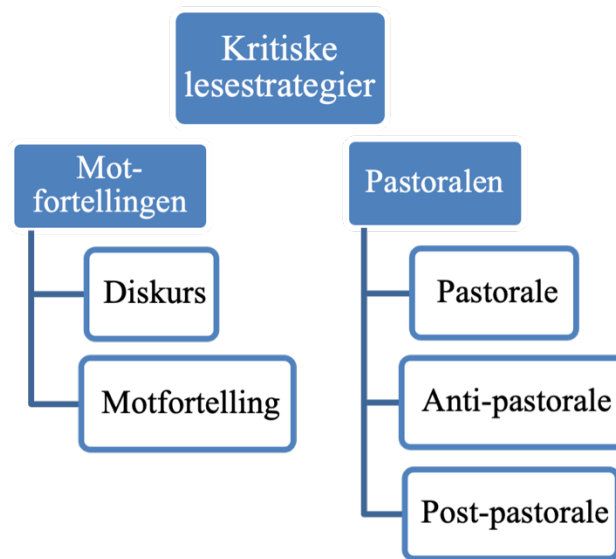 Kritiske
lesestrategier
Mot-
fortellingen
Diskurs
Motfortelling
Pastoralen
Pastorale
Anti-pastorale
Post-pastorale